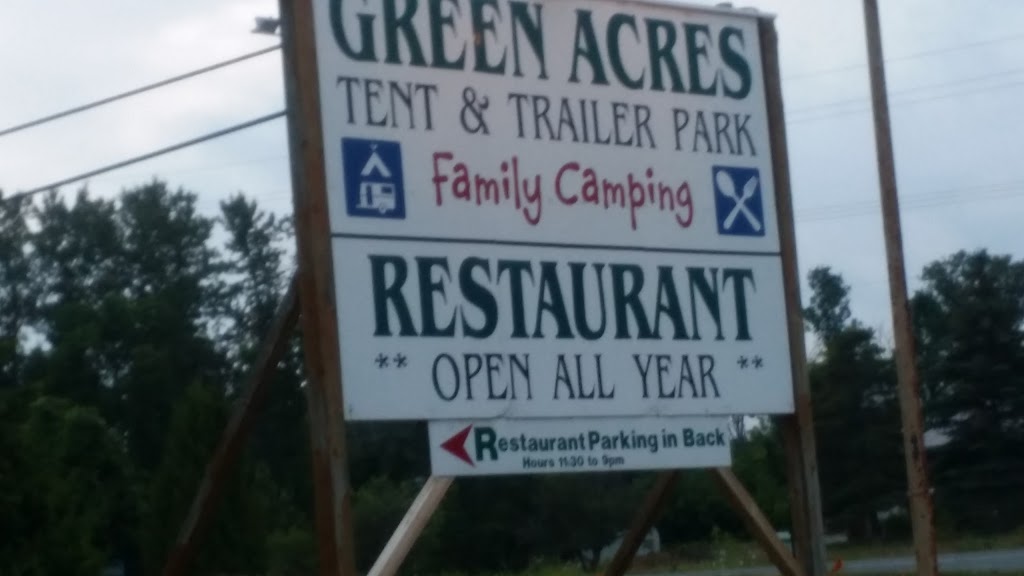 GREEN ACRES
TENT & TRAILER PARK
Family Camping
RESTAURANT
** OPEN ALL YEAR **
Restaurant Parking in Back
Hours 11:30 to 9pm